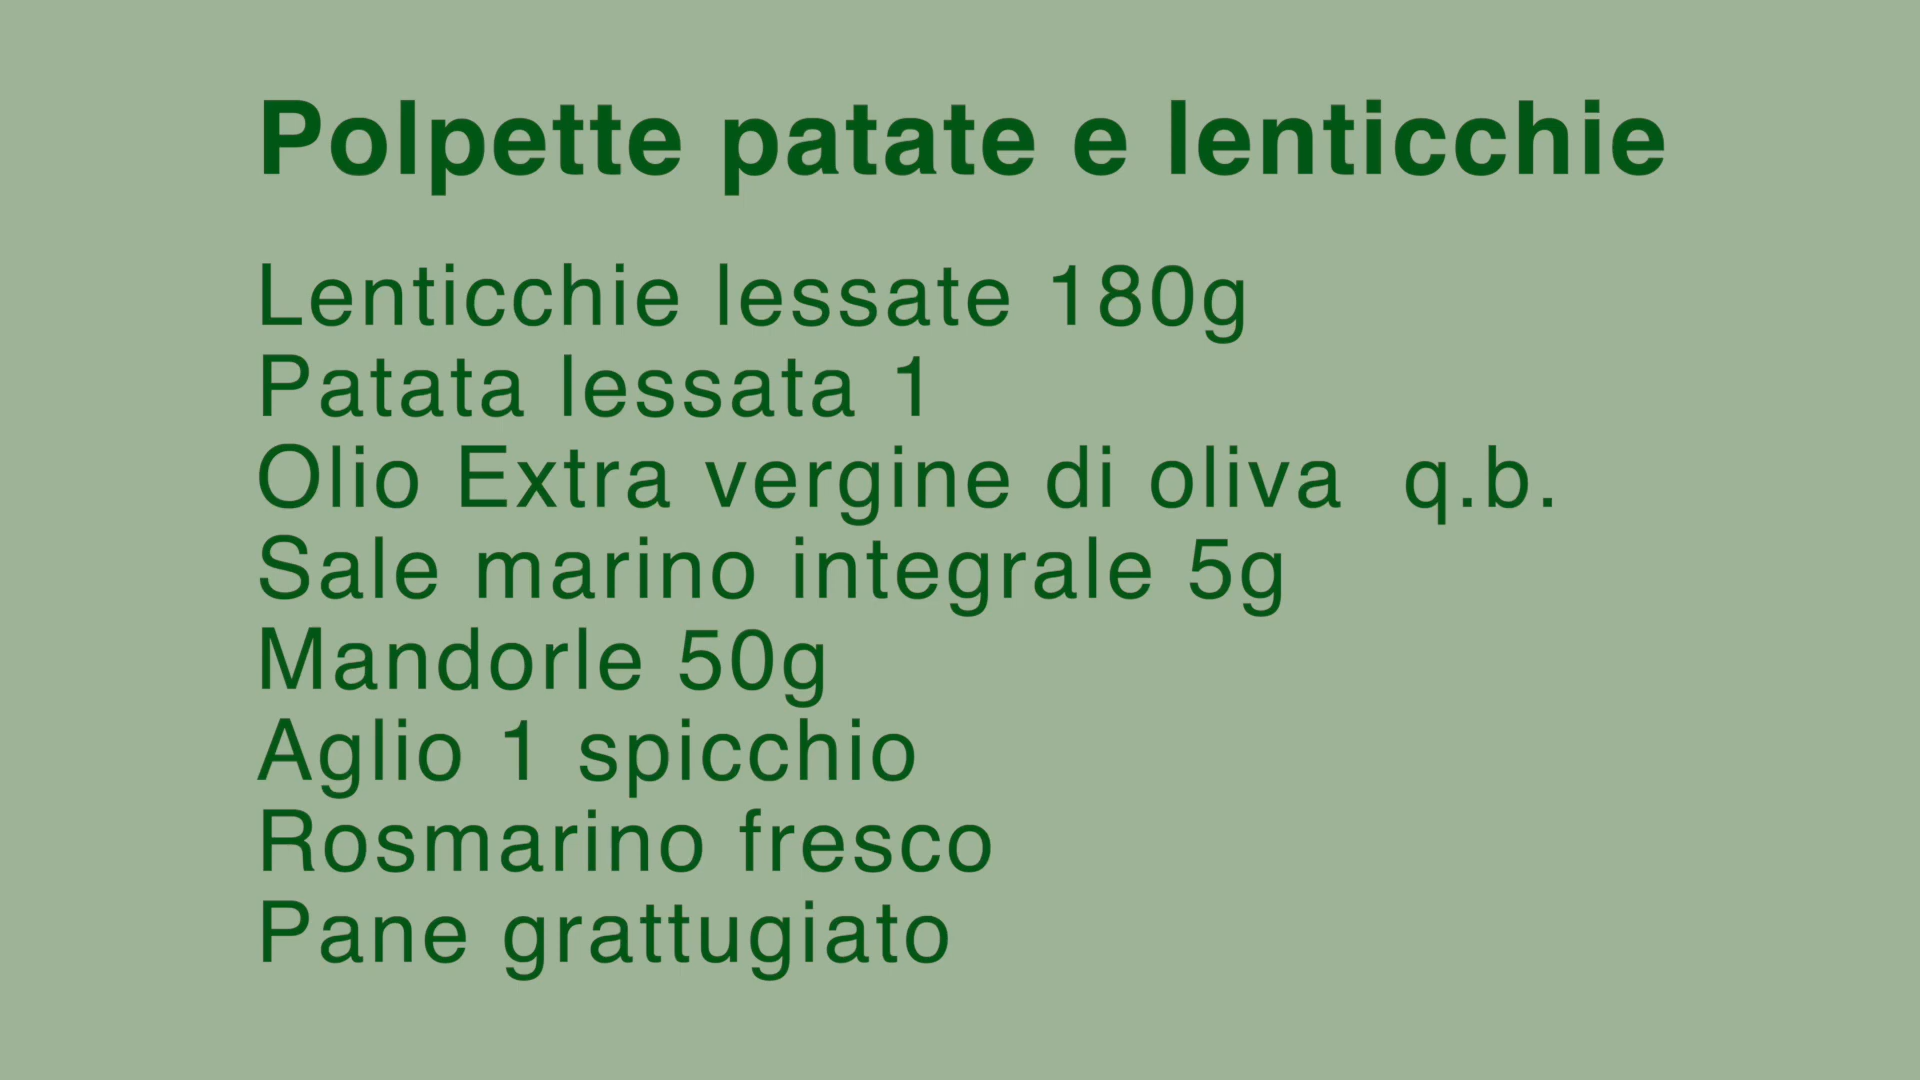 Polpette patate e lenticchie
Lenticchie lessate 180g
Patata lessata 1
Olio Extra vergine di oliva  q.b.
Sale marino integrale 5g
Mandorle 50g
Aglio 1 spicchio
Rosmarino fresco
Pane grattugiato